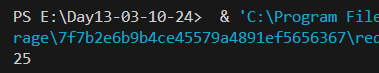 PS E:\Day13-03-10-24>  & 'C:\Program File
rage\7f7b2e6b9b4ce45579a4891ef5656367\rec
25